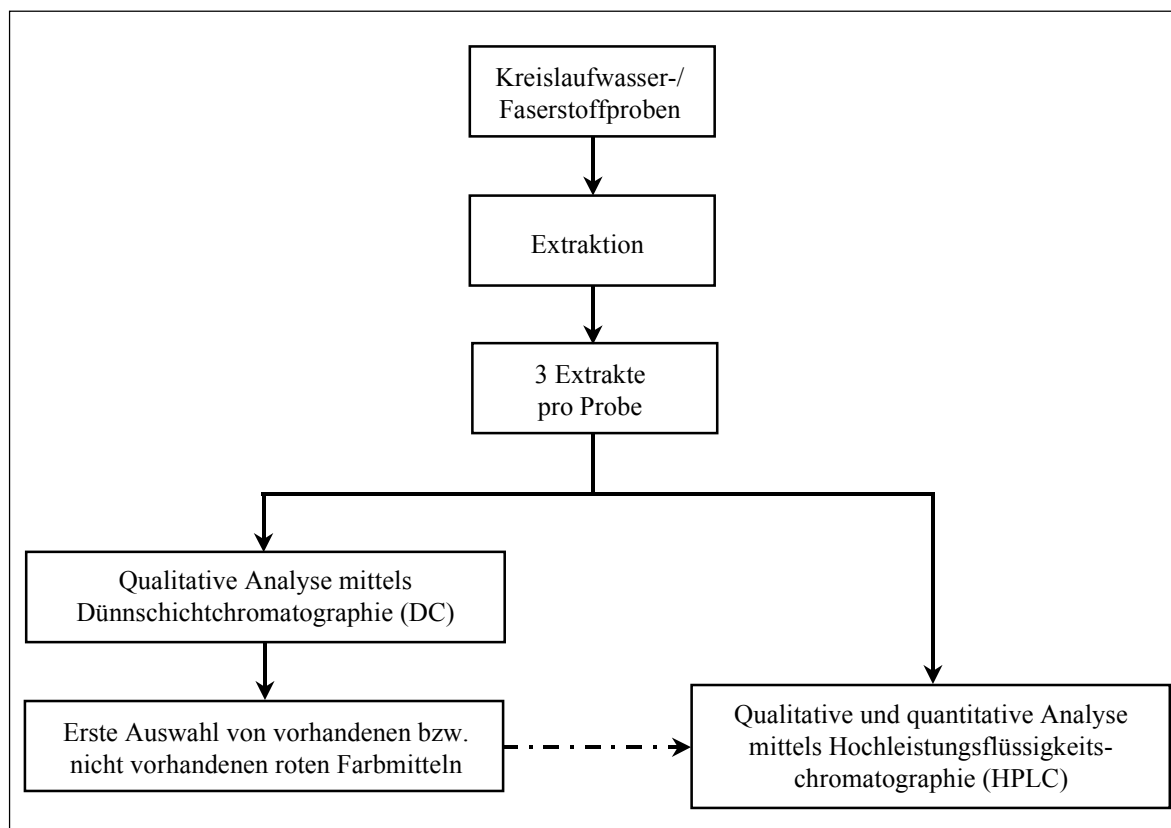 Kreislaufwasser-/
Faserstoffproben
Extraktion
3 Extrakte
pro Probe
Qualitative Analyse mittels
Dünnschichtchromatographie (DC)
Erste Auswahl von vorhandenen bzw.
nicht vorhandenen roten Farbmitteln
Qualitative und quantitative Analyse
mittels Hochleistungsflüssigkeits-
chromatographie (HPLC)